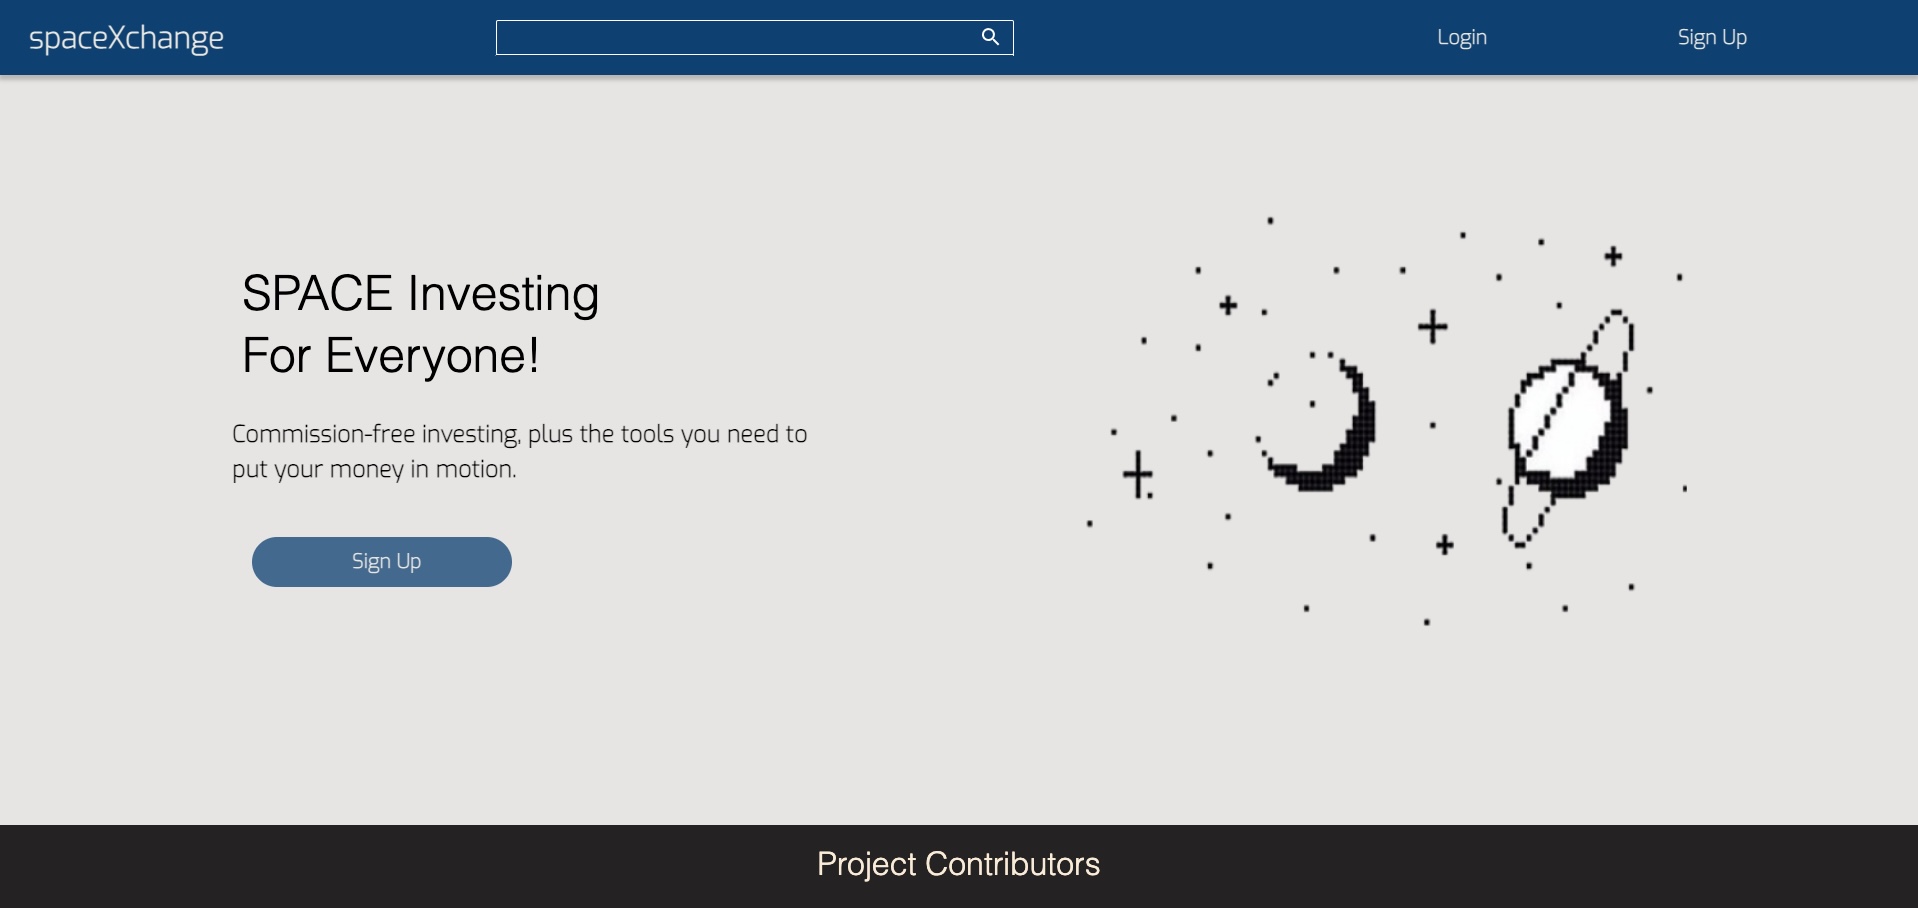 spaceXchange
Login
Sign Up
SPACE Investing
For Everyone!
Commission-free investing, plus the tools you need to
put your money in motion.
Sign Up
Project Contributors